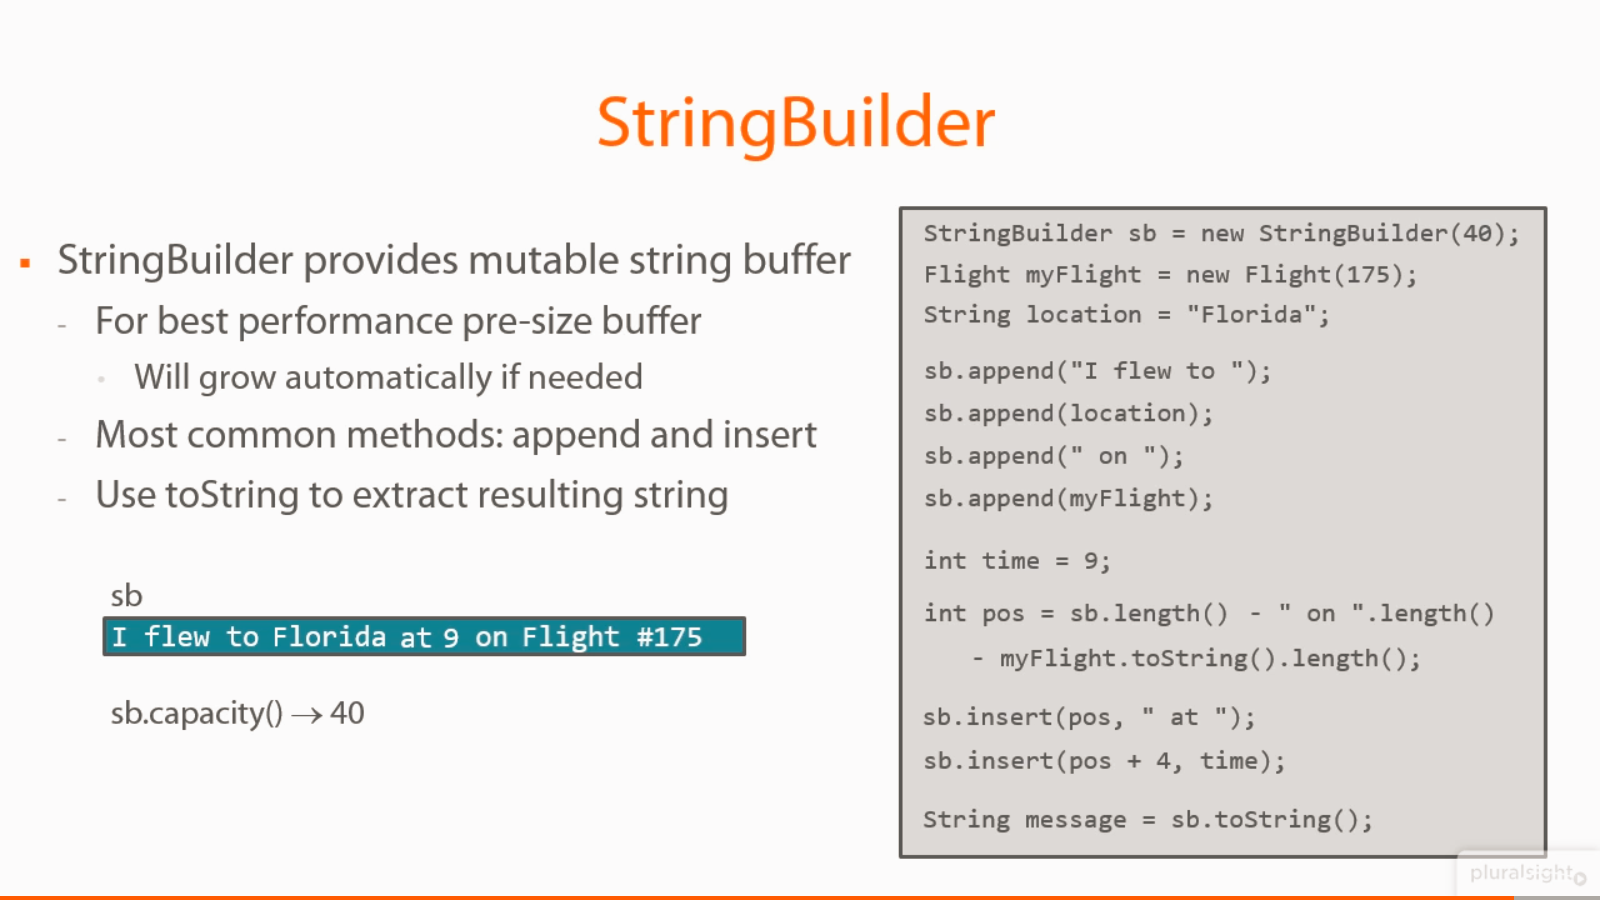 StringBuilder
StringBuilder provides mutable string buffer
- For best performance pre-size buffer
Will grow automatically if needed
- Most common methods: append and insert
- Use toString to extract resulting string
sb
I flew to Florida at 9 on Flight #175
sb.capacity() → 40
StringBuilder sb = new StringBuilder(40);
Flight myFlight = new Flight(175);
String location = "Florida";
sb.append("I flew to ");
sb.append(location);
sb.append(" on ");
sb.append(myFlight);
int time = 9;
int pos = sb.length() - " on ".length()
- myFlight.toString().length();
sb.insert(pos, " at ");
sb.insert(pos + 4, time);
String message = sb.toString();
pluralsight